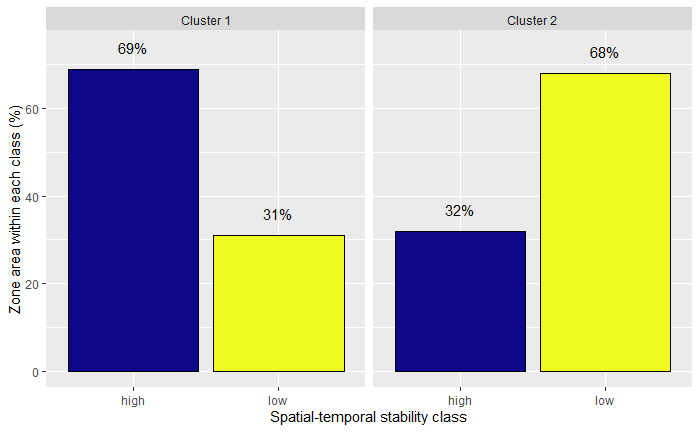 Cluster 1
Cluster 2
69%
31%
32%
68%
Zone area within each class (%)
60
40
20
0
high
low
high
low
Spatial-temporal stability class